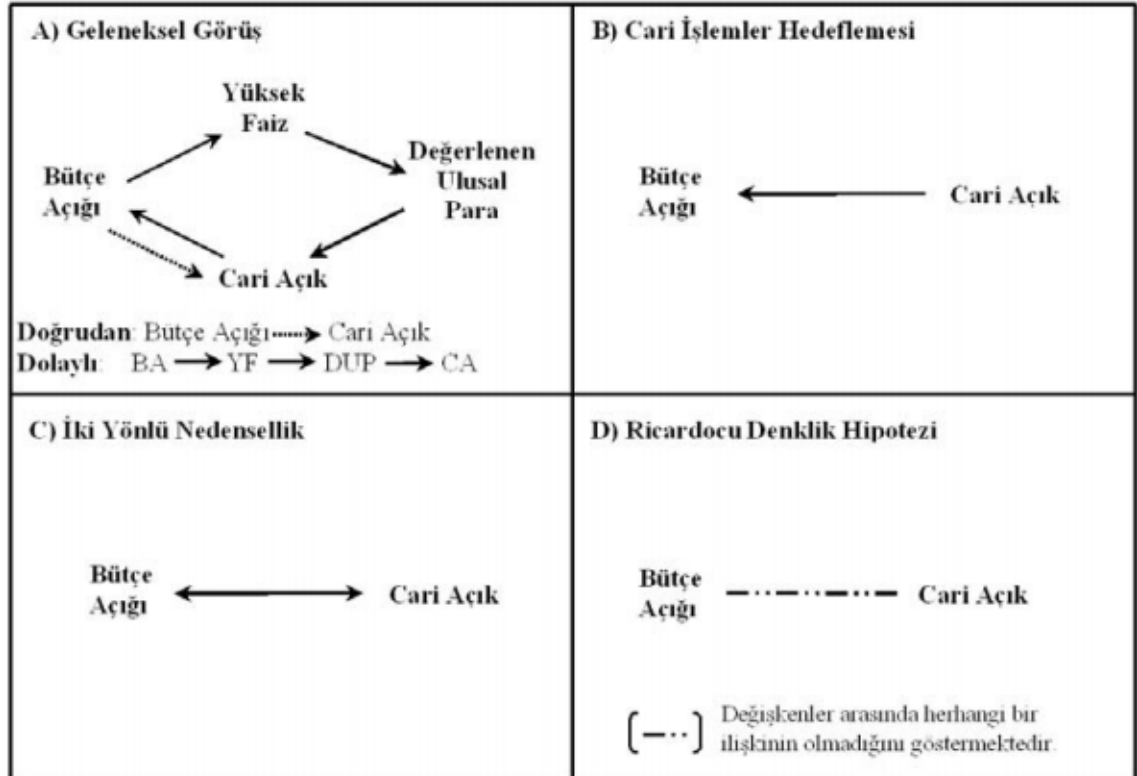 A) Geleneksel Görüş
Yüksek
Faiz
Değerlenen
Ulusal
Para
Bütçe
Açığı
Cari Açık
Doğrudan: Bütçe Açığı Cari Açık
Dolaylı: BA YF DUP CA
B) Cari İşlemler Hedeflemesi
Bütçe
Açığı
Cari Açık
C) İki Yönlü Nedensellik
Bütçe
Açığı
Cari Açık
D) Ricardocu Denklik Hipotezi
Bütçe
Açığı
Cari Açık
Değişkenler arasında herhangi bir
ilişkinin olmadığını göstermektedir.